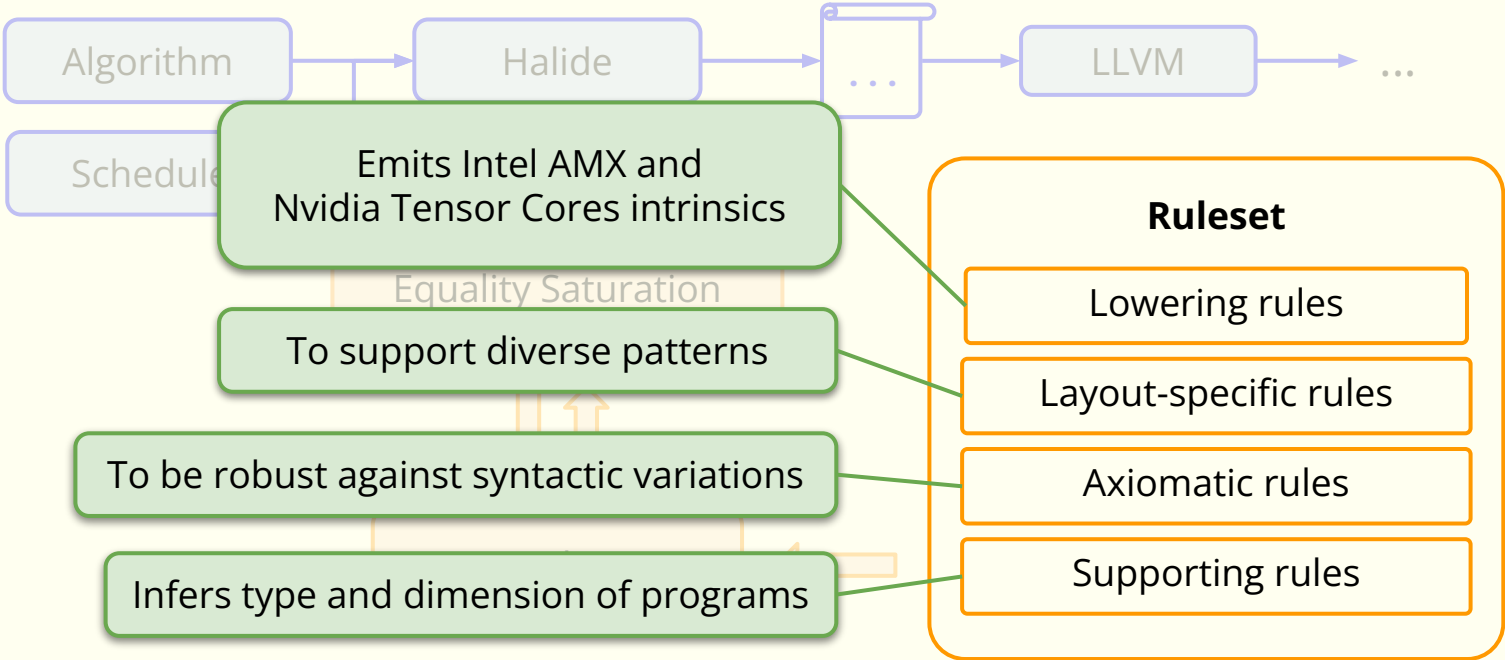 Algorithm
Halide
...
LLVM
...
Schedule
Emits Intel AMX and
Nvidia Tensor Cores intrinsics
Equality Saturation
To support diverse patterns
To be robust against syntactic variations
Infers type and dimension of programs
Ruleset
Lowering rules
Layout-specific rules
Axiomatic rules
Supporting rules